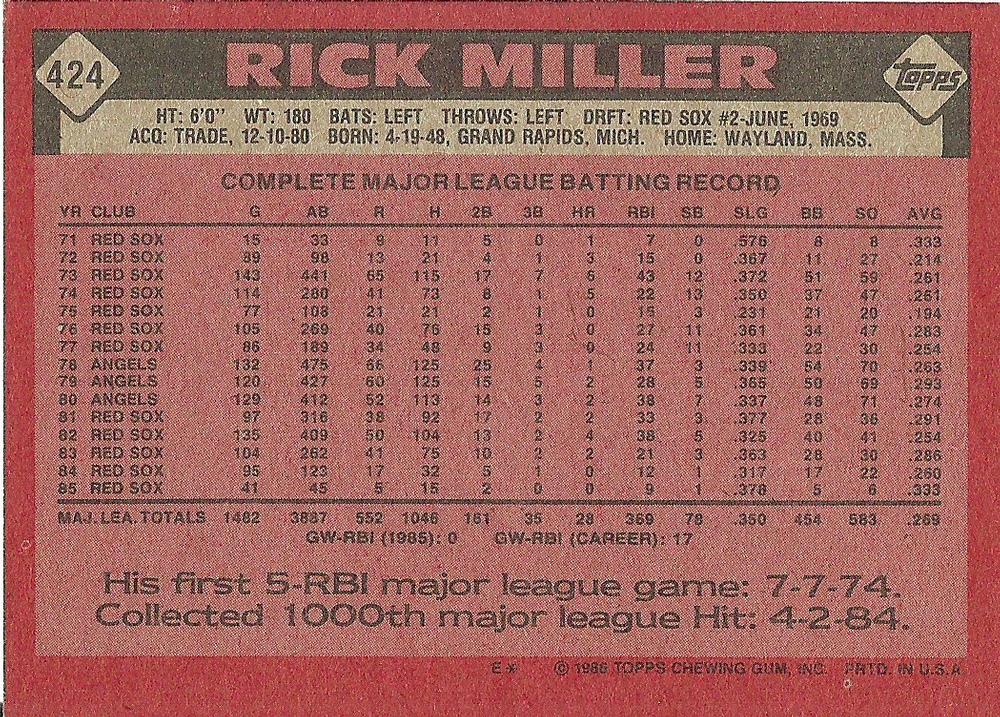 424
RICK MILLER
Topps
HT: 6'0" WT: 180 BATS: LEFT THROWS: LEFT DRFT: RED SOX #2-JUNE, 1969
ACQ: TRADE, 12-10-80 BORN: 4-19-48, GRAND RAPIDS, MICH. HOME: WAYLAND, MASS.
COMPLETE MAJOR LEAGUE BATTING RECORD
YR CLUB G AB R H 2B 3B HR RBI SB SLG BB SO AVG
71 RED SOX 15 33 9 11 5 0 1 7 0 .576 8 8 .333
72 RED SOX 89 98 13 21 4 1 3 15 0 .367 11 27 .214
73 RED SOX 143 441 65 115 17 7 6 43 12 .372 51 59 .261
74 RED SOX 114 280 41 73 8 1 5 22 13 .350 37 47 .261
75 RED SOX 77 108 21 21 2 1 0 15 3 .231 21 20 .194
76 RED SOX 105 269 40 76 15 3 0 27 11 .361 34 47 .283
77 RED SOX 86 189 34 48 9 3 0 24 11 .333 22 30 .254
78 ANGELS 132 475 66 125 25 4 1 37 3 .339 54 70 .263
79 ANGELS 120 427 60 125 15 5 2 28 5 .365 50 69 .293
80 ANGELS 129 412 52 113 14 3 2 38 7 .337 48 71 .274
81 RED SOX 97 316 38 92 17 2 2 33 3 .377 28 36 .291
82 RED SOX 135 409 50 104 13 2 4 38 5 .325 40 41 .254
83 RED SOX 104 262 41 75 10 2 2 21 3 .363 28 30 .286
84 RED SOX 95 123 17 32 5 1 0 12 1 .317 17 22 .260
85 RED SOX 41 45 5 15 2 0 0 9 1 .378 5 6 .333
MAJ. LEA. TOTALS 1482 3887 552 1046 161 35 28 369 78 .350 454 583 .269
GW-RBI (1985): 0 GW-RBI (CAREER): 17
His first 5-RBI major league game: 7-7-74.
Collected 1000th major league Hit: 4-2-84.
E* © 1986 TOPPS CHEWING GUM, INC. PRTD. IN U.S.A